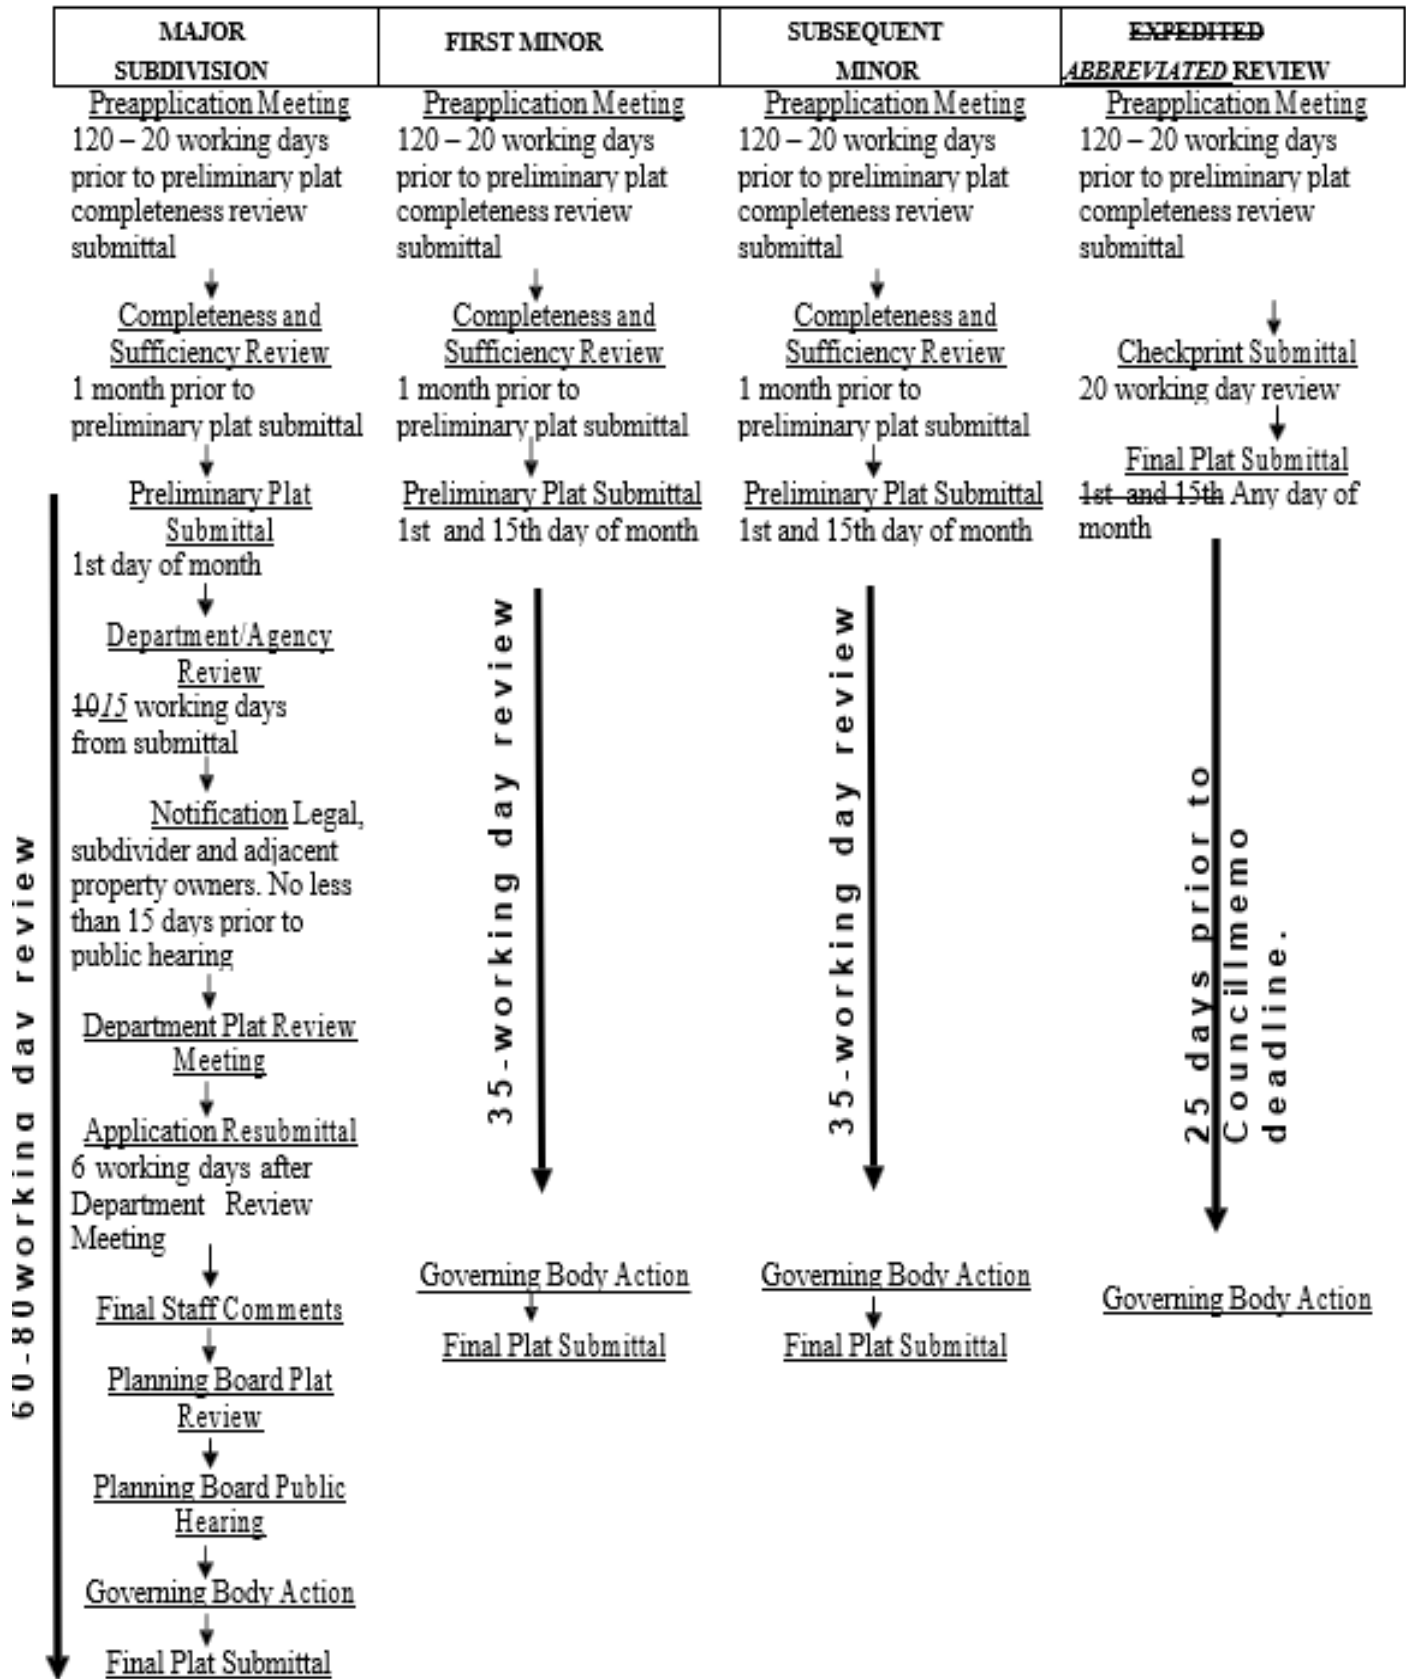 MAJOR
SUBDIVISION
FIRST MINOR
SUBSEQUENT
MINOR
EXPEDITED
ABBREVIATED REVIEW
Preapplication Meeting
120 – 20 working days
prior to preliminary plat
completeness review
submittal
Completeness and
Sufficiency Review
1 month prior to
preliminary plat submittal
Preliminary Plat
Submittal
1st day of month
Department/Agency
Review
1015 working days
from submittal
Notification Legal,
subdivider and adjacent
property owners. No less
than 15 days prior to
public hearing
Department Plat Review
Meeting
Application Resubmittal
6 working days after
Department Review
Meeting
Final Staff Comments
Planning Board Plat
Review
Planning Board Public
Hearing
Governing Body Action
Final Plat Submittal
60-80working day review
Preapplication Meeting
120 – 20 working days
prior to preliminary plat
completeness review
submittal
Completeness and
Sufficiency Review
1 month prior to
preliminary plat submittal
Preliminary Plat Submittal
1st and 15th day of month
35-working day review
Governing Body Action
Final Plat Submittal
Preapplication Meeting
120 – 20 working days
prior to preliminary plat
completeness review
submittal
Completeness and
Sufficiency Review
1 month prior to
preliminary plat submittal
Preliminary Plat Submittal
1st and 15th day of month
35-working day review
Governing Body Action
Final Plat Submittal
Preapplication Meeting
120 – 20 working days
prior to preliminary plat
completeness review
submittal
Checkprint Submittal
20 working day review
Final Plat Submittal
1st and 15th Any day of
month
25 days prior to
Councilmemo
deadline.
Governing Body Action